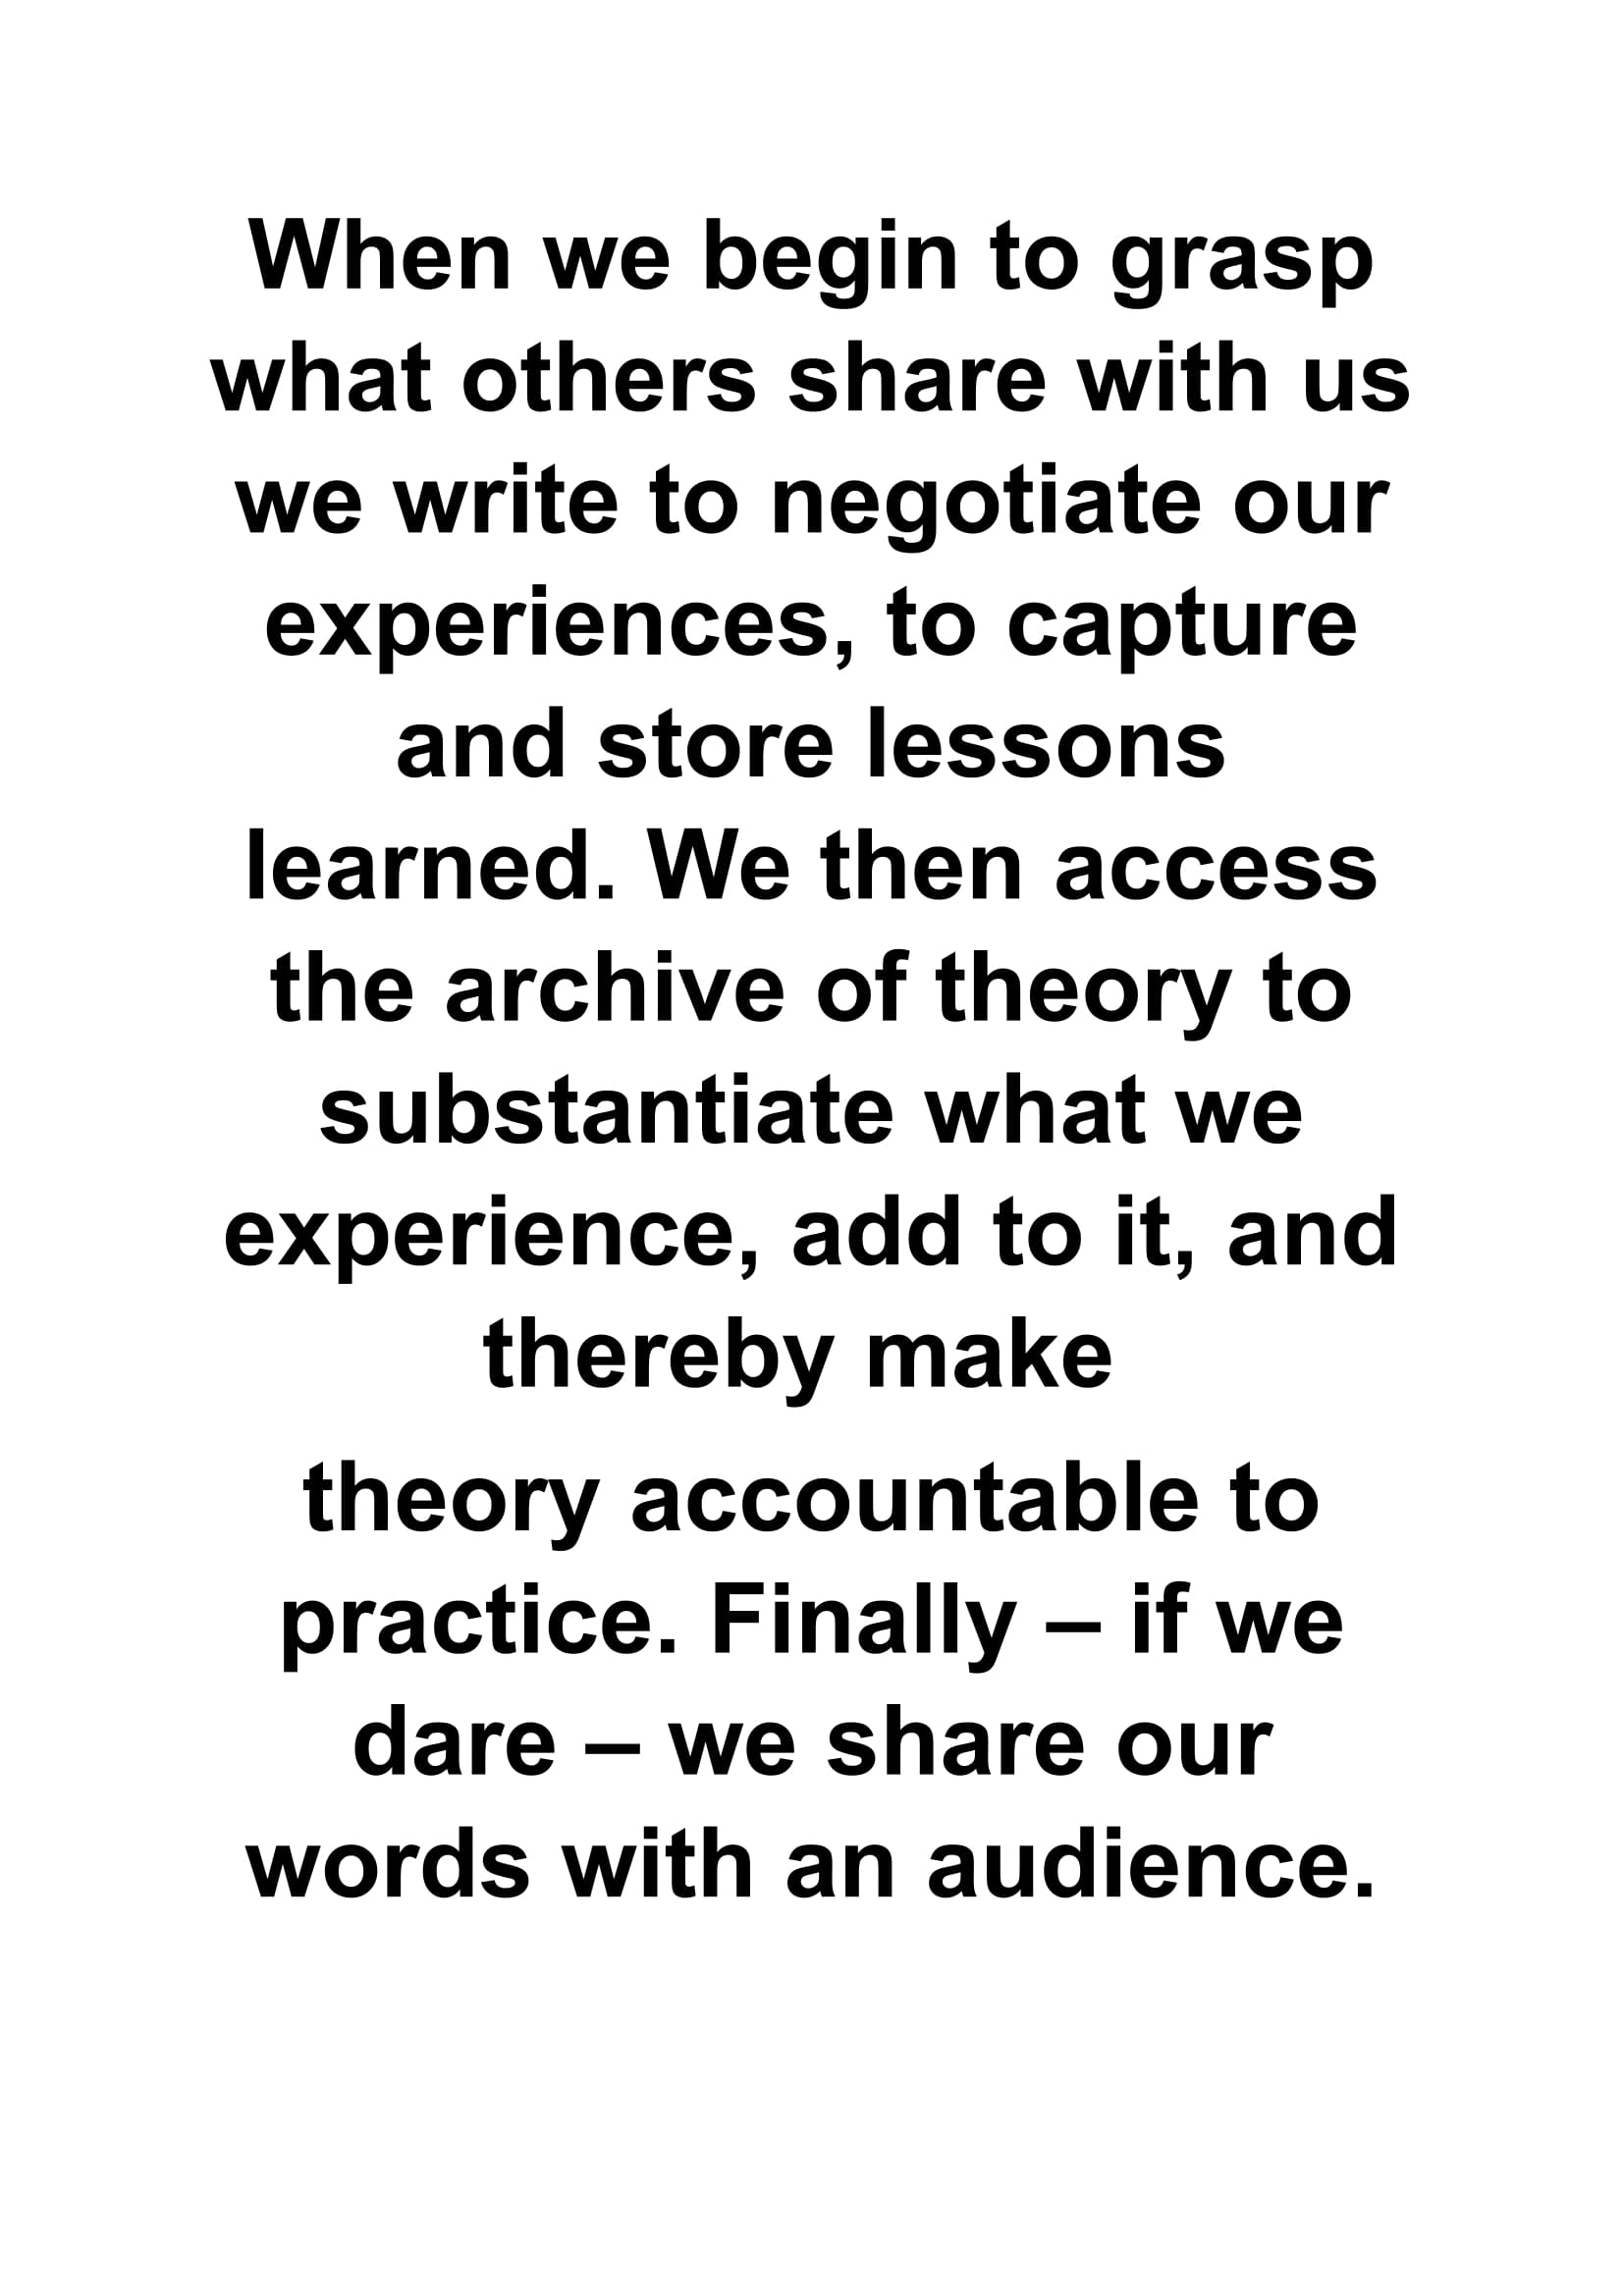 When we begin to grasp
what others share with us
we write to negotiate our
experiences, to capture
and store lessons
learned. We then access
the archive of theory to
substantiate what we
experience, add to it, and
thereby make
theory accountable to
practice. Finally – if we
dare – we share our
words with an audience.